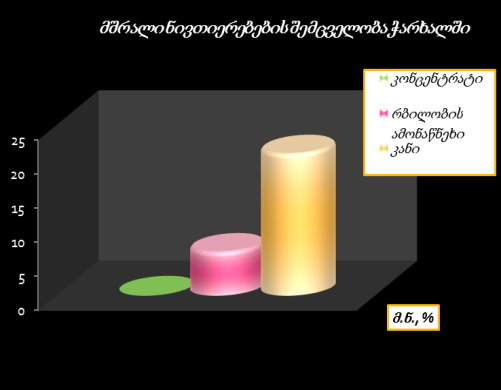 მშრალი ნივთიერებების შემცველობა ჭარხალში
კონცენტრატი
რბილობის
ამონაწნეხი
კანი
25
20
15
10
5
0
მ.ნ., %